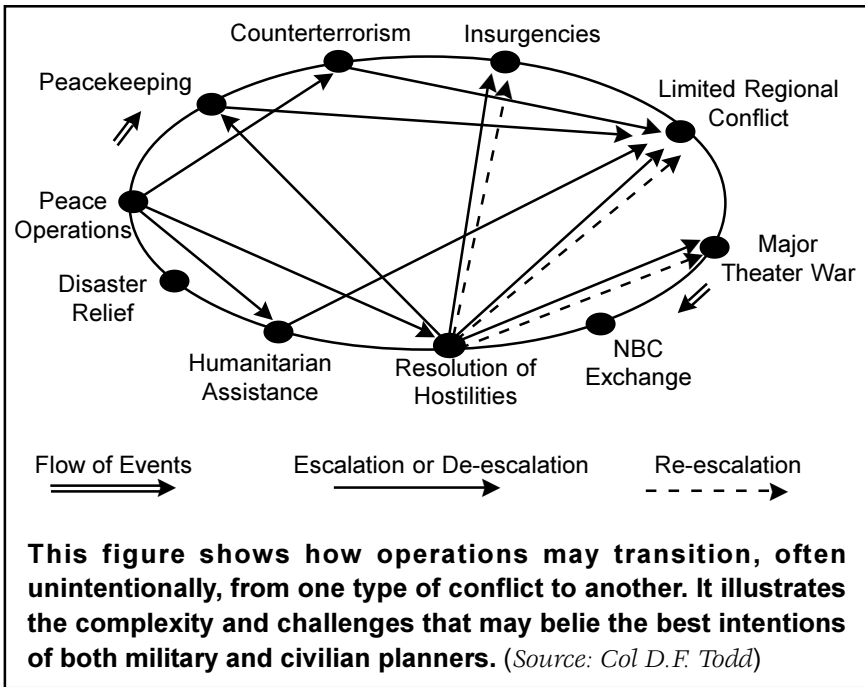 Counterterrorism
Insurgencies
Peacekeeping
Limited Regional
Conflict
Peace
Operations
Major
Theater War
Disaster
Relief
Humanitarian
Assistance
Resolution of
Hostilities
NBC
Exchange
Flow of Events
Escalation or De-escalation
Re-escalation
This figure shows how operations may transition, often
unintentionally, from one type of conflict to another. It illustrates
the complexity and challenges that may belie the best intentions
of both military and civilian planners. (Source: Col D.F. Todd)